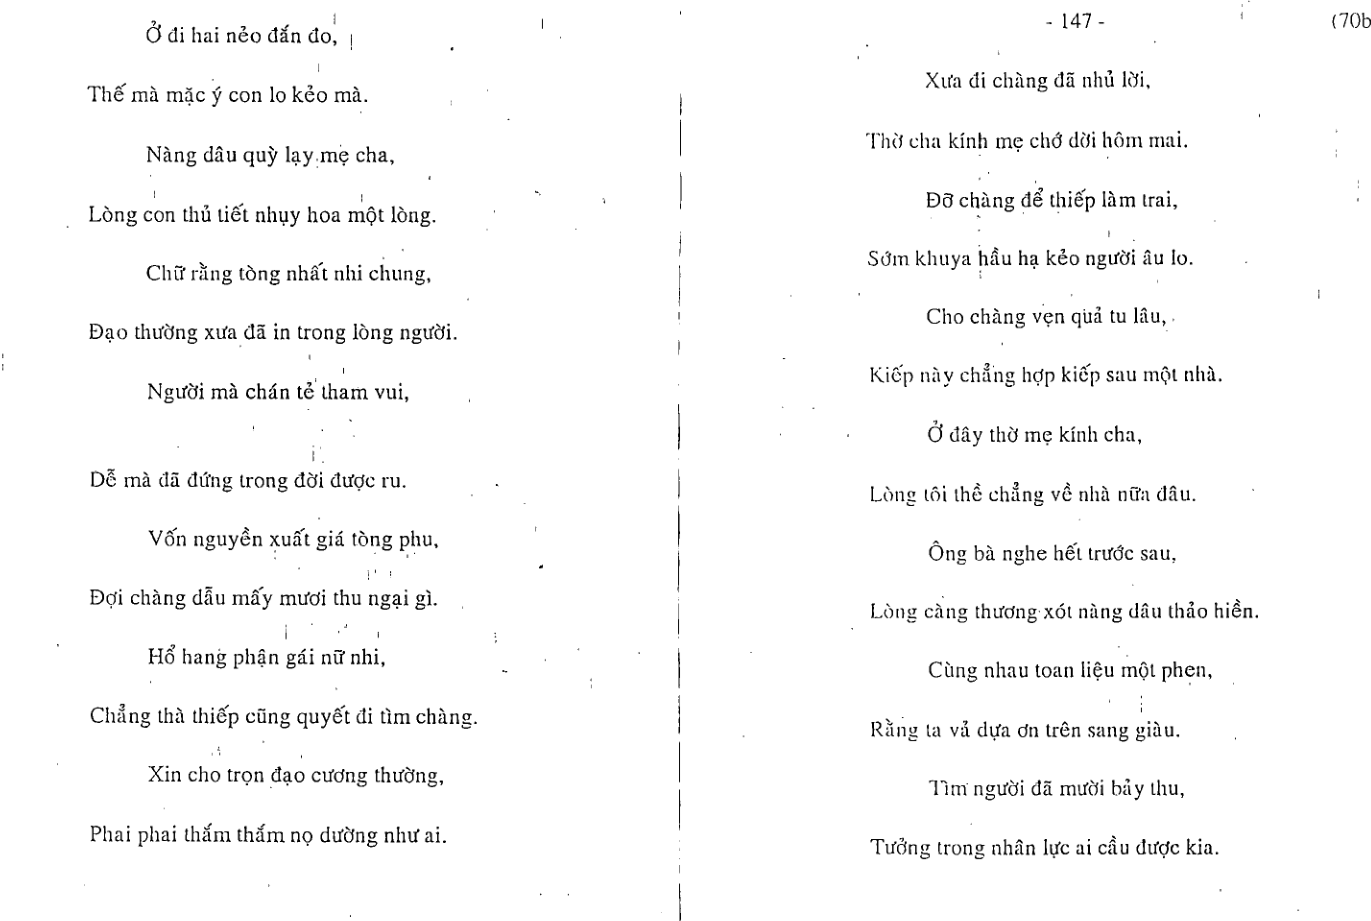 Ở đi hai nẻo đắn đo,
Thế mà mặc ý con lo kẻo mà.
Nàng dâu quỳ lạy mẹ cha,
Lòng con thủ tiết nhụy hoa một lòng.
Chữ rằng tòng nhất nhi chung,
Đạo thường xưa đã in trong lòng người.
Người mà chán tẻ tham vui,
Dễ mà đã đứng trong đời được ru.
Vốn nguyền xuất giá tòng phu,
Đợi chàng dẫu mấy mươi thu ngại gì.
Hổ hang phận gái nữ nhi,
Chẳng thà thiếp cũng quyết đi tìm chàng.
Xin cho trọn đạo cương thường,
Phai phai thắm thắm nọ dường như ai.
- 147 -
(70b
Xưa đi chàng đã nhủ lời,
Thờ cha kính mẹ chớ dời hôm mai.
Đỡ chàng để thiếp làm trai,
Sớm khuya hầu hạ kẻo người âu lo.
Cho chàng vẹn quả tu lâu,
Kiếp này chẳng hợp kiếp sau một nhà.
Ở đây thờ mẹ kính cha,
Lòng tôi thề chẳng về nhà nữa đâu.
Ông bà nghe hết trước sau,
Lòng càng thương xót nàng dâu thảo hiền.
Cùng nhau toan liệu một phen,
Rằng ta vả dựa ơn trên sang giàu.
Tìm người đã mười bảy thu,
Tưởng trong nhân lực ai cầu được kia.